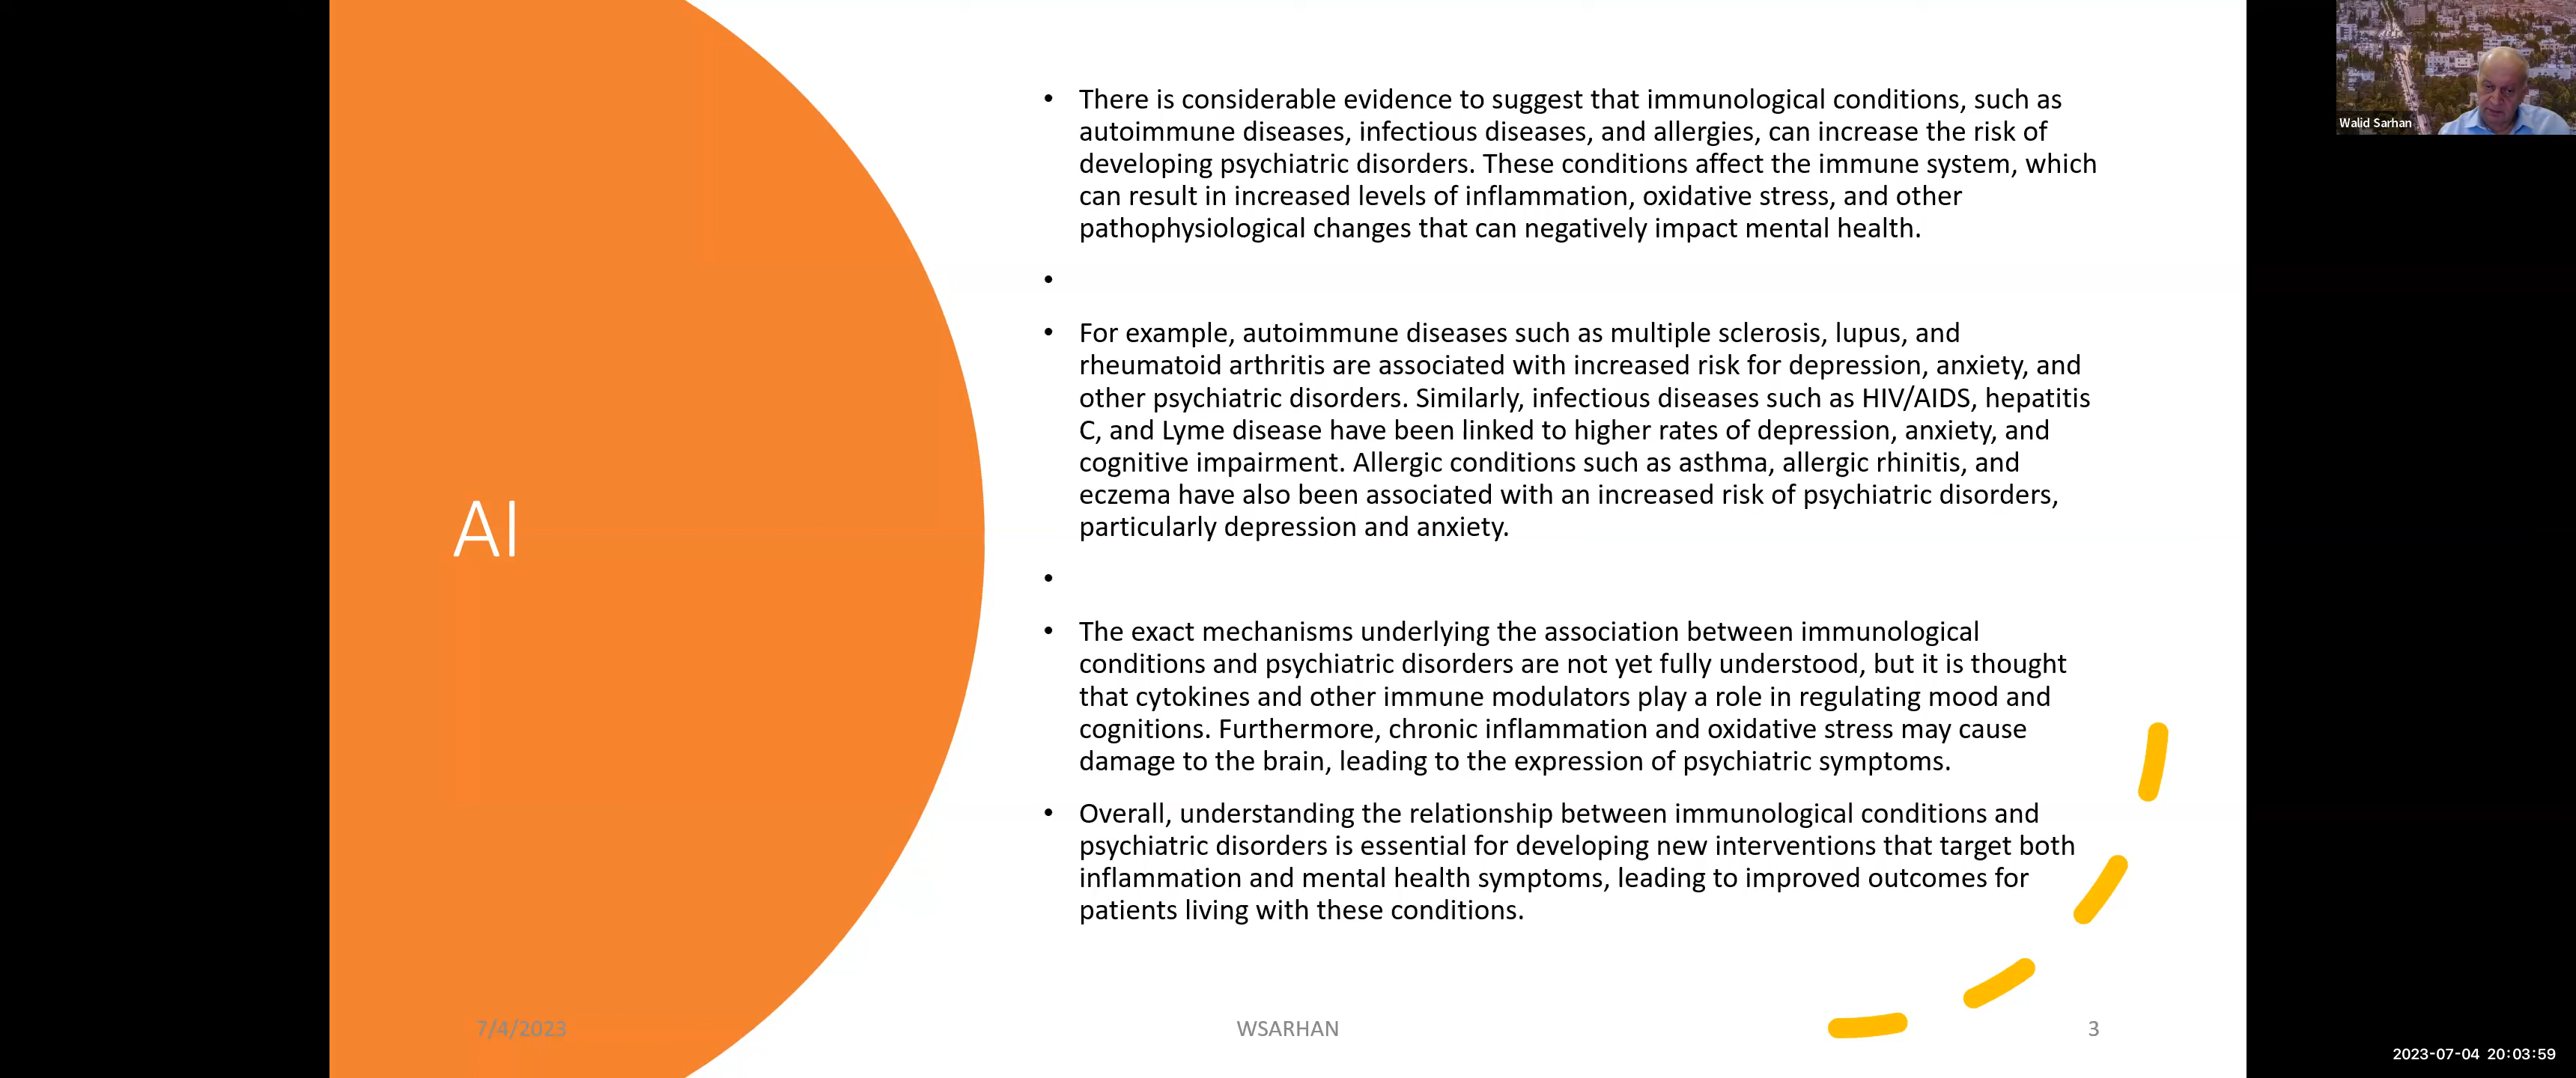 AI
• There is considerable evidence to suggest that immunological conditions, such as
autoimmune diseases, infectious diseases, and allergies, can increase the risk of
developing psychiatric disorders. These conditions affect the immune system, which
can result in increased levels of inflammation, oxidative stress, and other
pathophysiological changes that can negatively impact mental health.
•
• For example, autoimmune diseases such as multiple sclerosis, lupus, and
rheumatoid arthritis are associated with increased risk for depression, anxiety, and
other psychiatric disorders. Similarly, infectious diseases such as HIV/AIDS, hepatitis
C, and Lyme disease have been linked to higher rates of depression, anxiety, and
cognitive impairment. Allergic conditions such as asthma, allergic rhinitis, and
eczema have also been associated with an increased risk of psychiatric disorders,
particularly depression and anxiety.
•
• The exact mechanisms underlying the association between immunological
conditions and psychiatric disorders are not yet fully understood, but it is thought
that cytokines and other immune modulators play a role in regulating mood and
cognitions. Furthermore, chronic inflammation and oxidative stress may cause
damage to the brain, leading to the expression of psychiatric symptoms.
• Overall, understanding the relationship between immunological conditions and
psychiatric disorders is essential for developing new interventions that target both
inflammation and mental health symptoms, leading to improved outcomes for
patients living with these conditions.
7/4/2023
WSARHAN
3
Walid Sarhan
2023-07-04 20:03:59